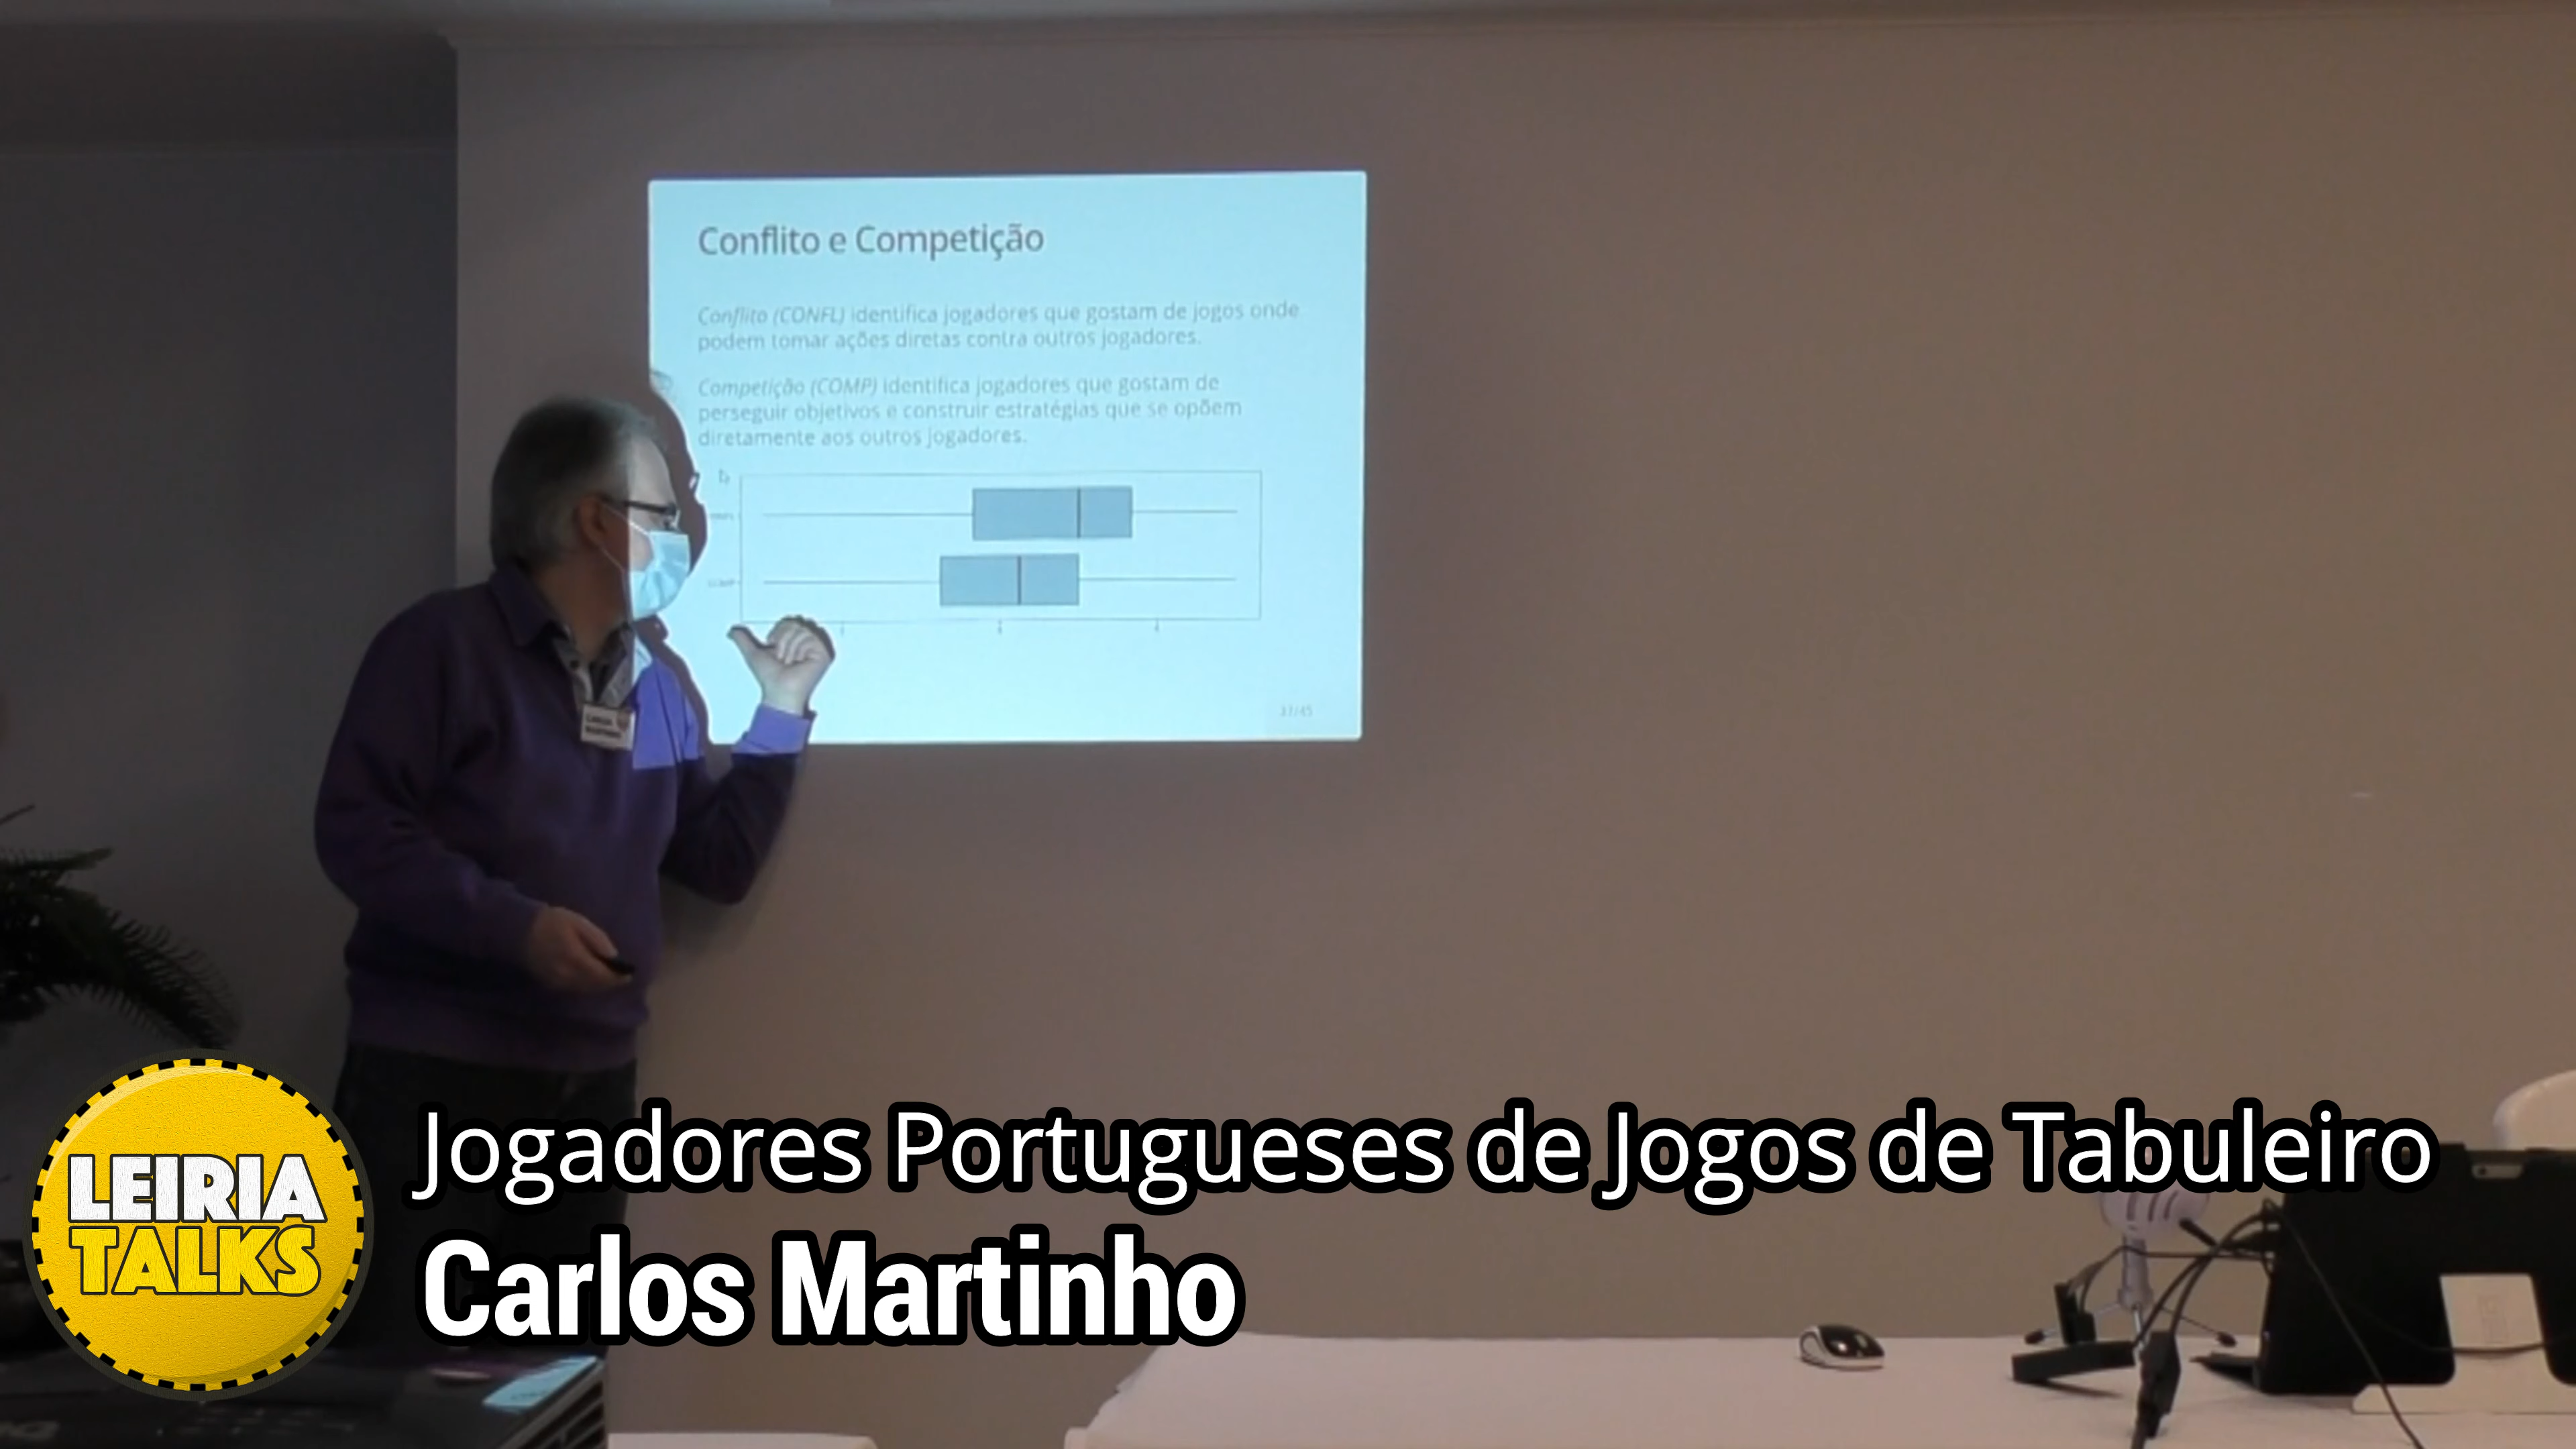 Conflito e Competição
Conflito (CONFL) identifica jogadores que gostam de jogos onde
podem tomar ações diretas contra outros jogadores.
Competição (COMP) identifica jogadores que gostam de
perseguir objetivos e construir estratégias que se opõem
diretamente aos outros jogadores.
LEIRIA
TALKS
Jogadores Portugueses de Jogos de Tabuleiro
Carlos Martinho